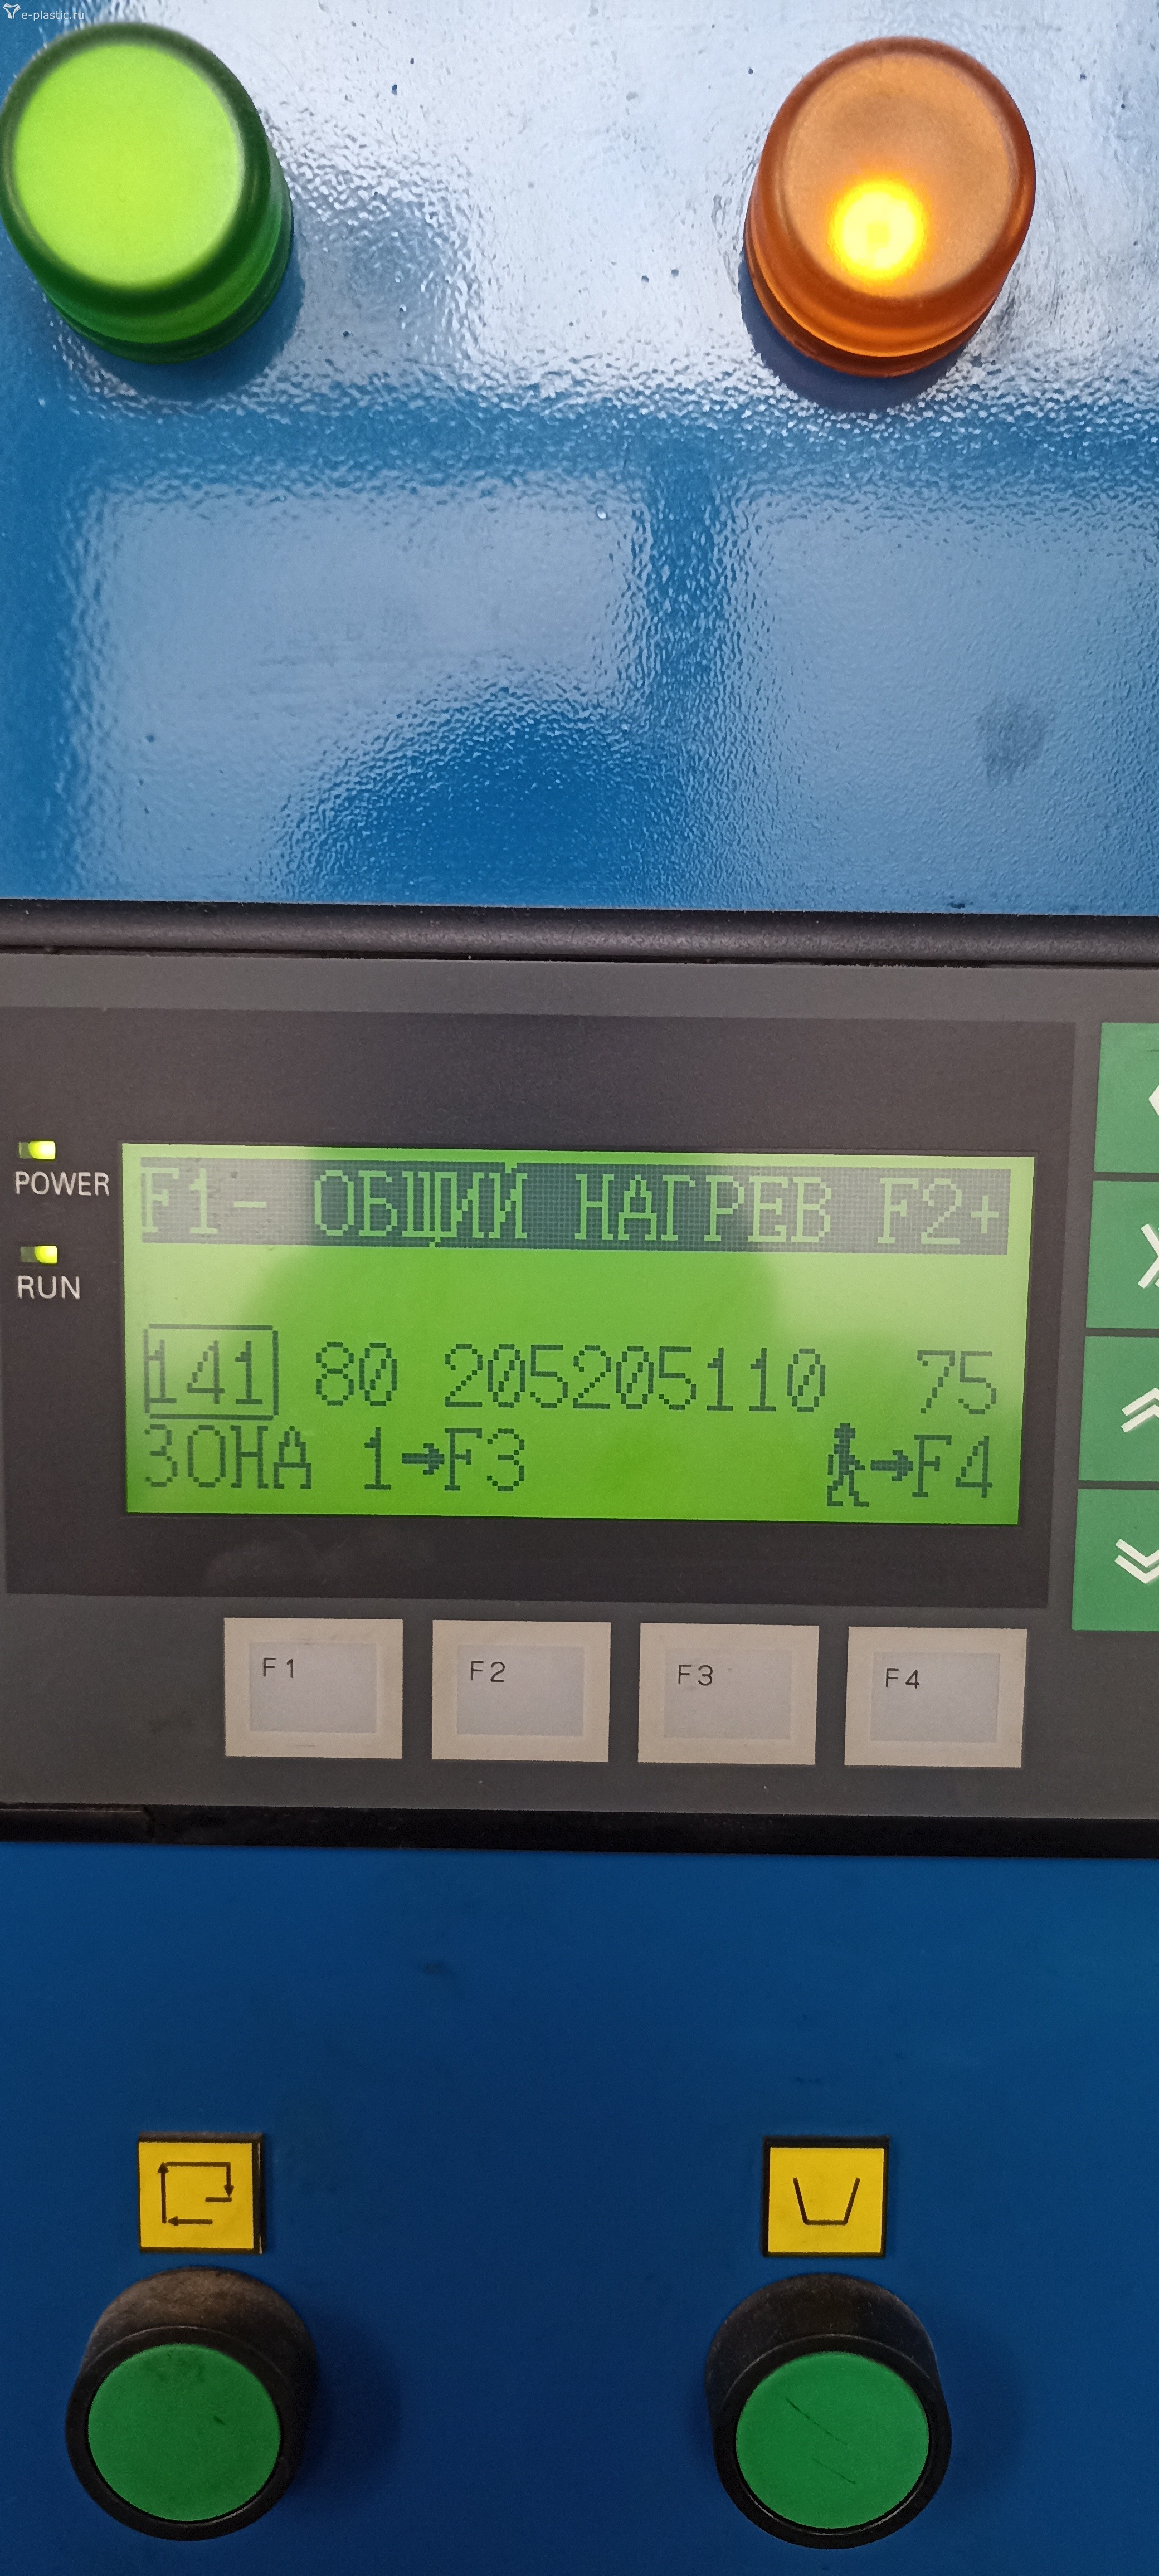 e-plastic.ru
POWER
RUN
F1- ОБЩИЙ НАГРЕВ F2+
141 80 205205110 75
ЗОНА 1→F3 →F4
F1 F2 F3 F4